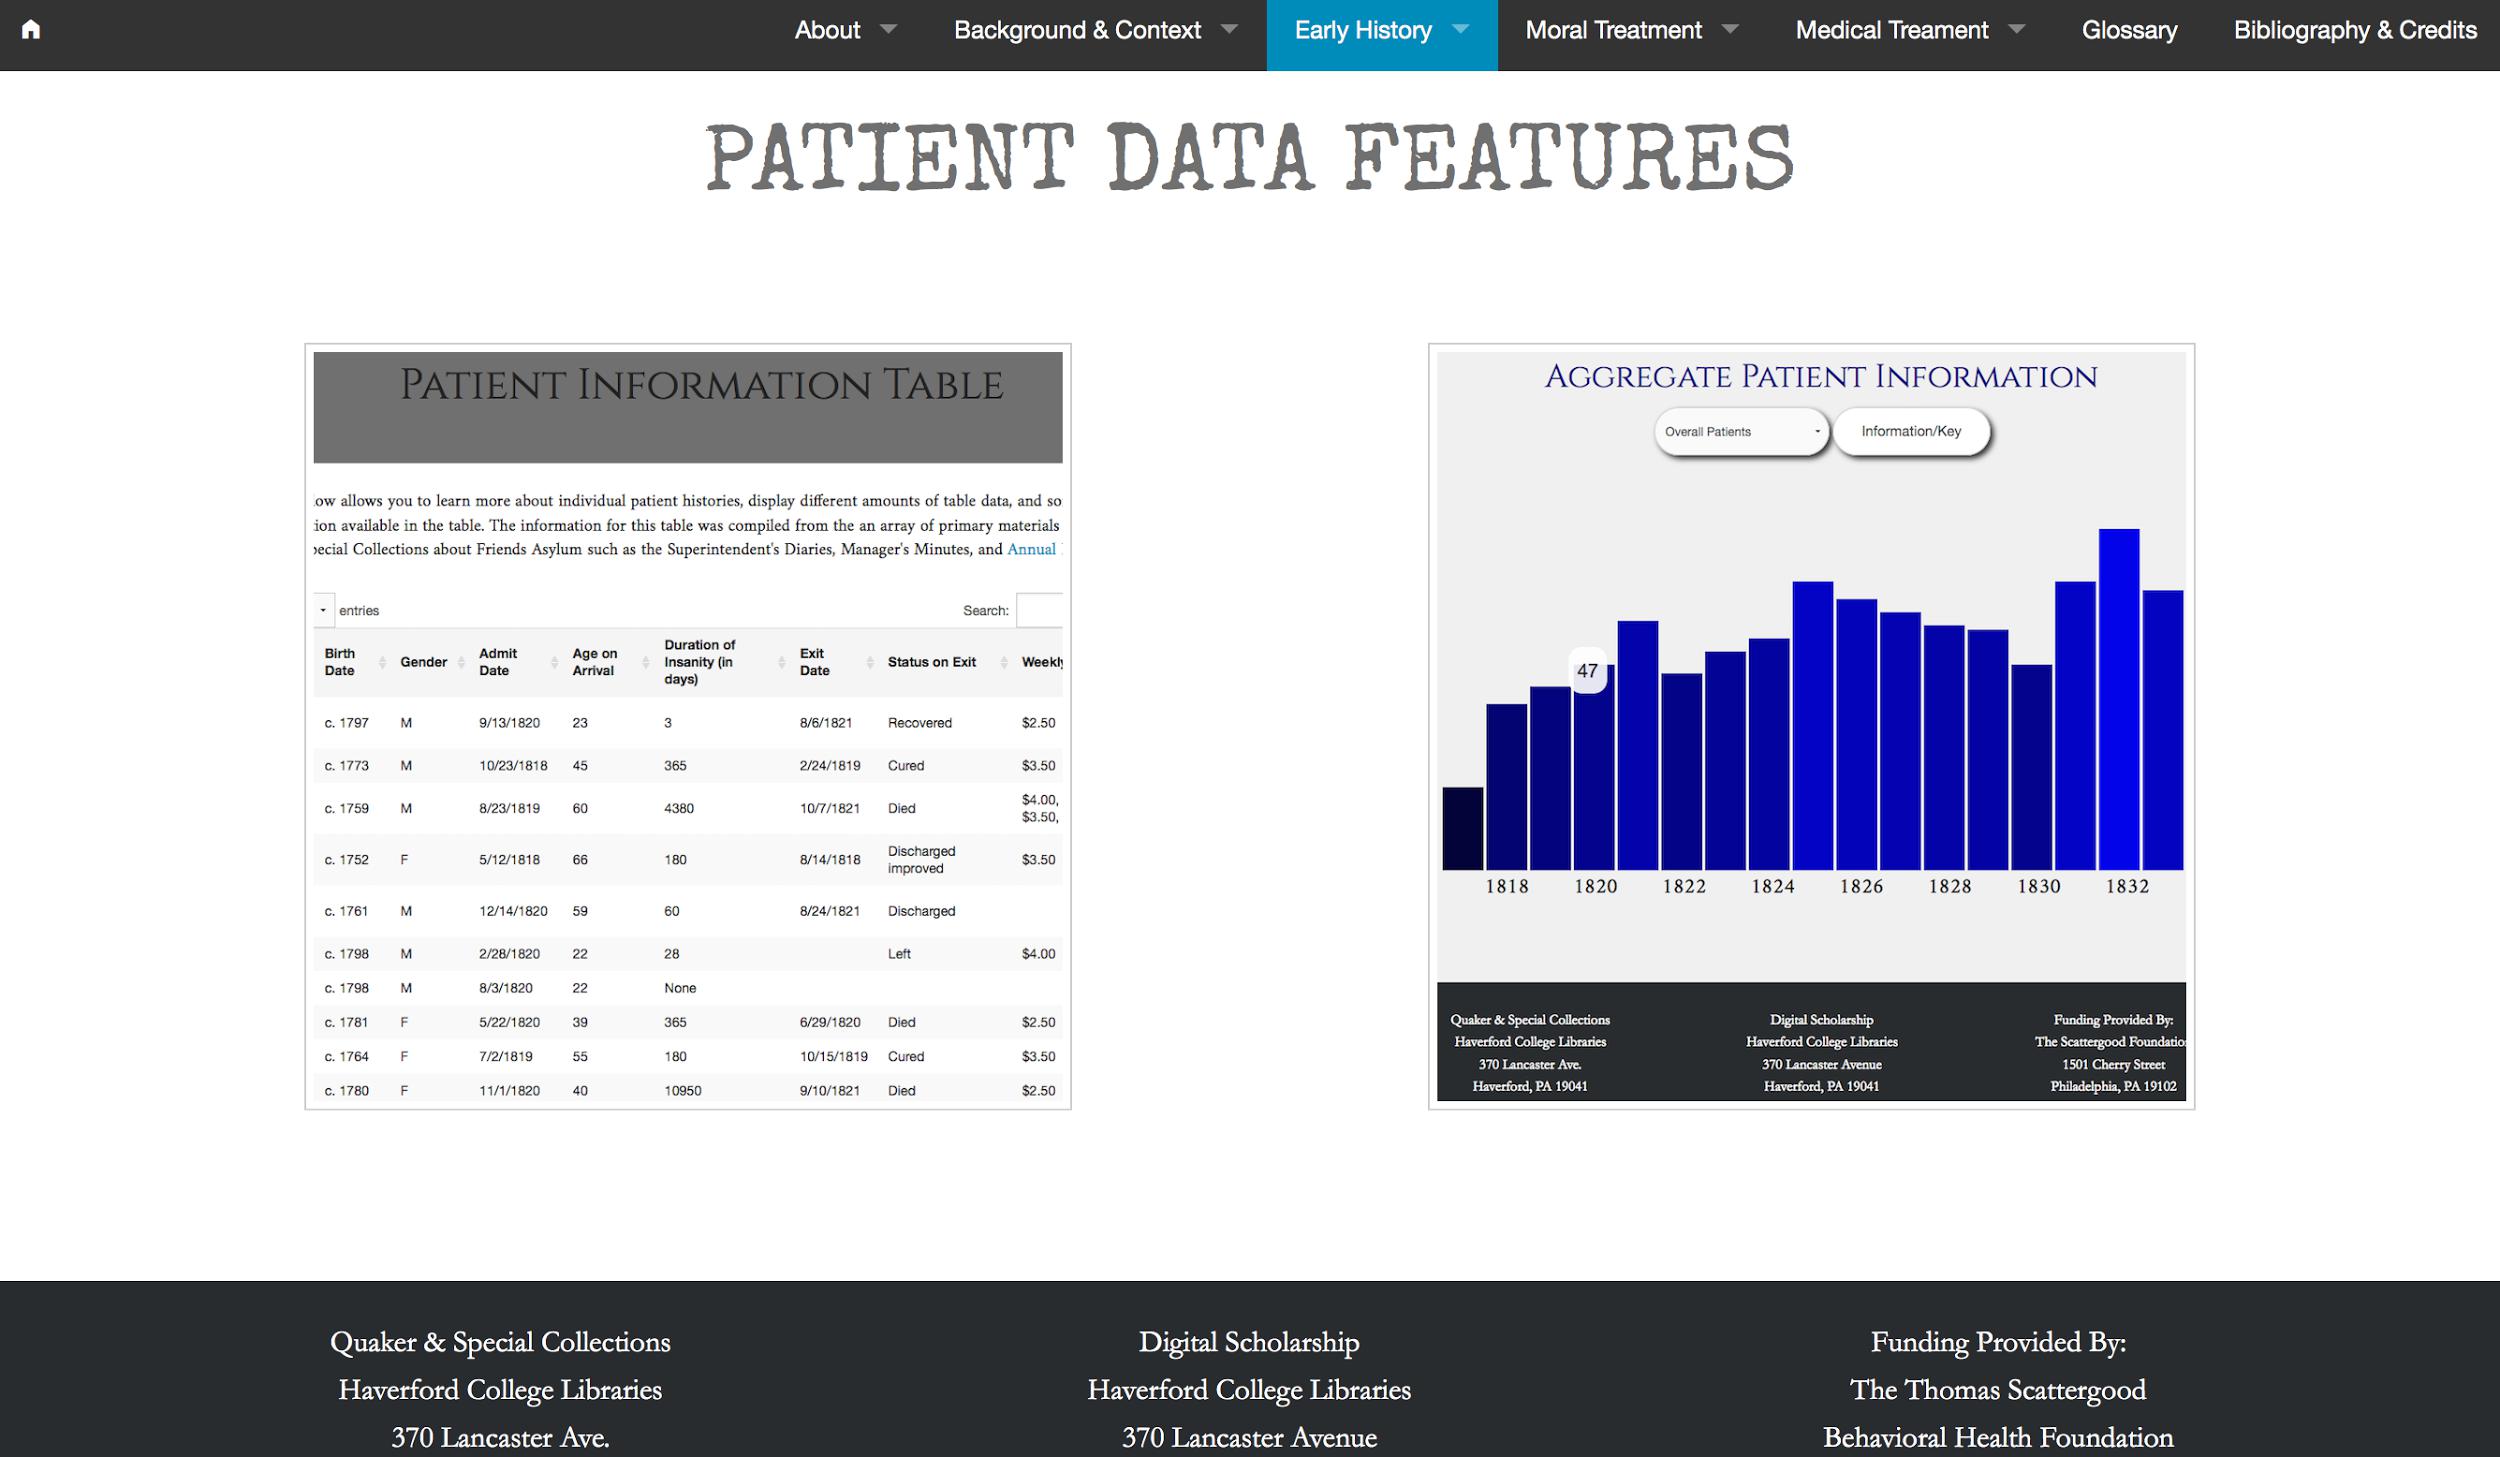 About Background & Context Early History Moral Treatment Medical Treament Glossary Bibliography & Credits
PATIENT DATA FEATURES
PATIENT INFORMATION TABLE
allows you to learn more about individual patient histories, display different amounts of table data, and so
available in the table. The information for this table was compiled from the an array of primary materials
Collections about Friends Asylum such as the Superintendent's Diaries, Manager's Minutes, and Annual
entries Search:
Birth Date Gender Admit Date Age on Arrival Duration of Insanity (in days) Exit Date Status on Exit Weekly
c. 1797 M 9/13/1820 23 3 8/6/1821 Recovered $2.50
c. 1773 M 10/23/1818 45 365 2/24/1819 Cured $3.50
c. 1759 M 8/23/1819 60 4380 10/7/1821 Died $4.00, $3.50,
c. 1752 F 5/12/1818 66 180 8/14/1818 Discharged improved $3.50
c. 1761 M 12/14/1820 59 60 8/24/1821 Discharged
c. 1798 M 2/28/1820 22 28 Left $4.00
c. 1798 M 8/3/1820 22 None
c. 1781 F 5/22/1820 39 365 6/29/1820 Died $2.50
c. 1764 F 7/2/1819 55 180 10/15/1819 Cured $3.50
c. 1780 F 11/1/1820 40 10950 9/10/1821 Died $2.50
AGGREGATE PATIENT INFORMATION
Overall Patients Information/Key
47
1818 1820 1822 1824 1826 1828 1830 1832
Quaker & Special Collections
Haverford College Libraries
370 Lancaster Ave.
Haverford, PA 19041
Digital Scholarship
Haverford College Libraries
370 Lancaster Avenue
Haverford, PA 19041
Funding Provided By:
The Scattergood Foundatio
1501 Cherry Street
Philadelphia, PA 19102
Quaker & Special Collections
Haverford College Libraries
370 Lancaster Ave.
Digital Scholarship
Haverford College Libraries
370 Lancaster Avenue
Funding Provided By:
The Thomas Scattergood
Behavioral Health Foundation